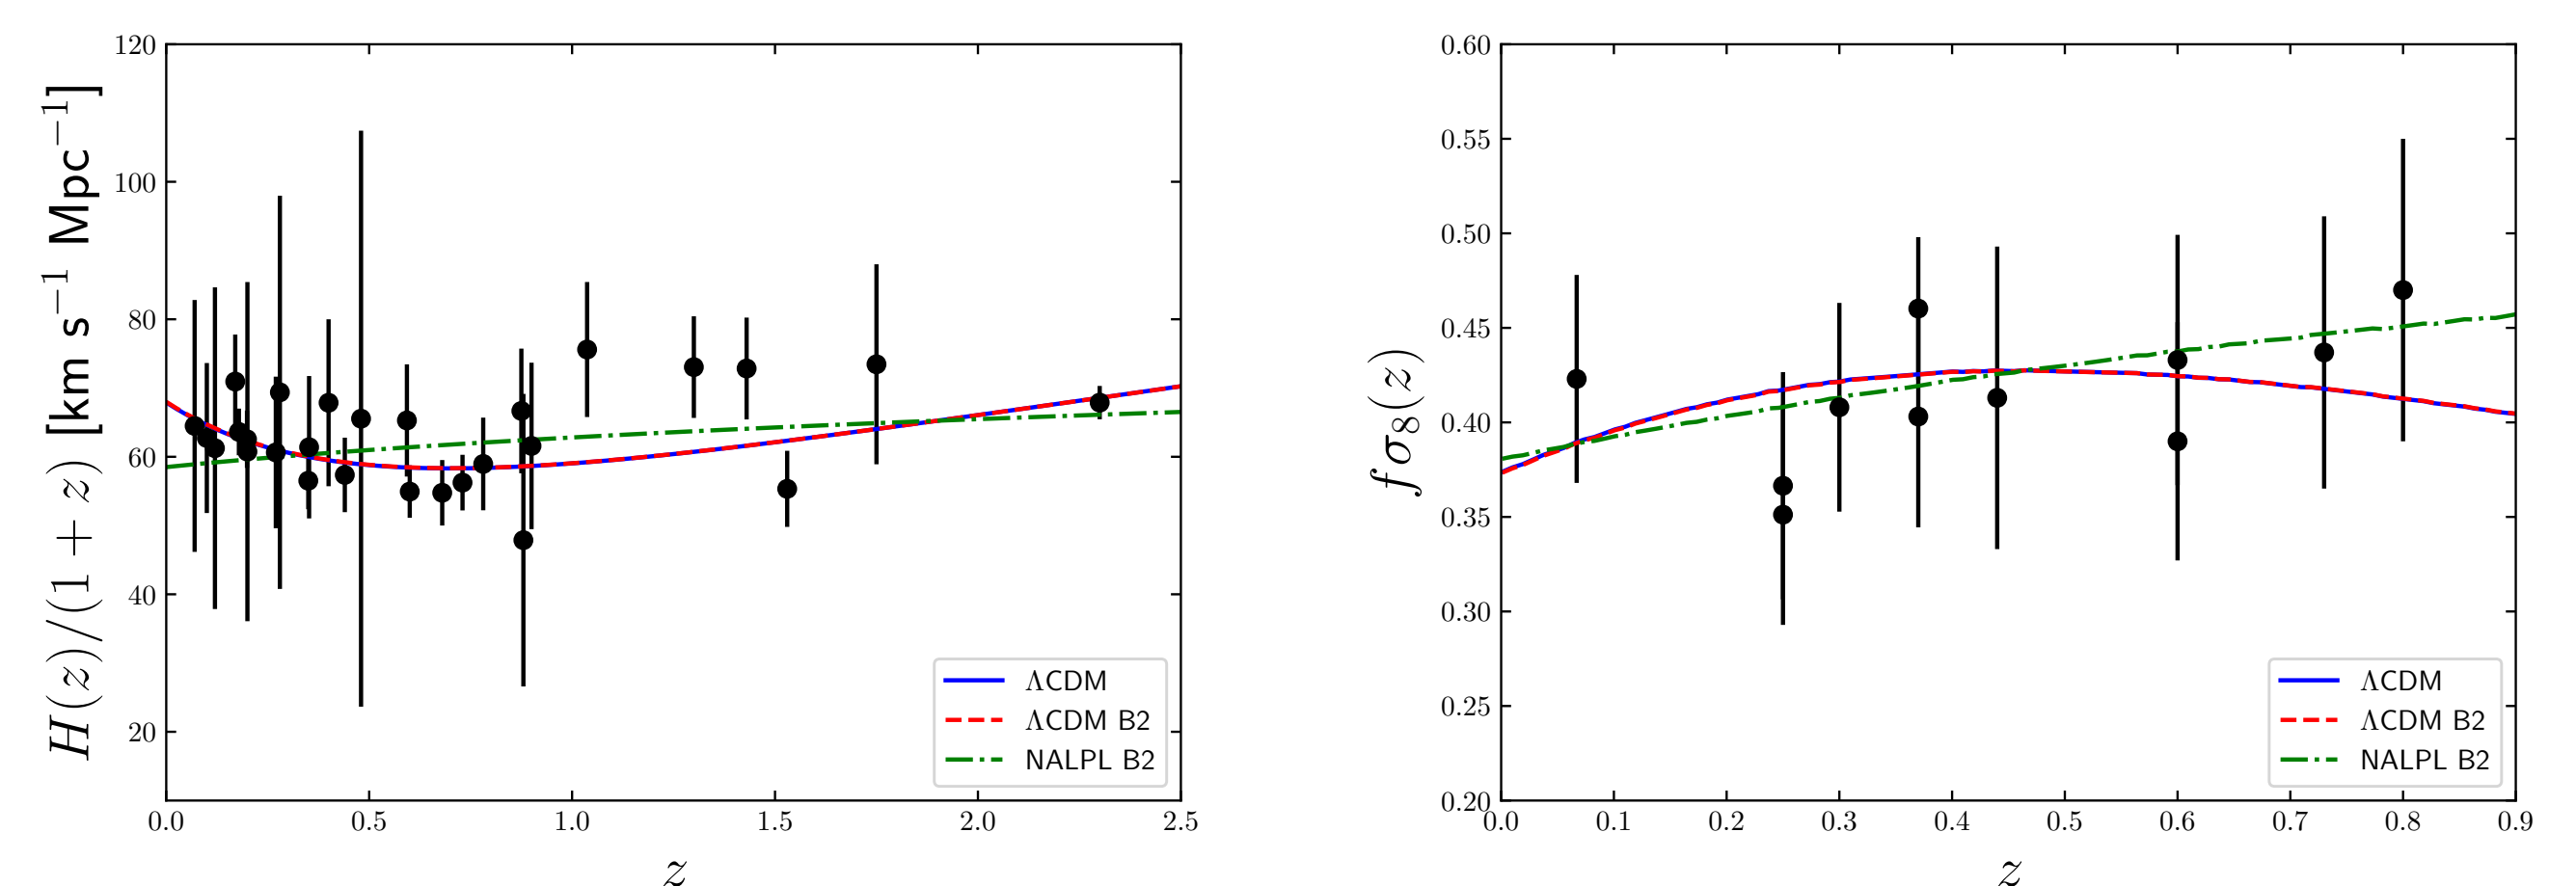 H(z)/(1 + z) [km s⁻¹ Mpc⁻¹]
120
100
80
60
40
20
0.0 0.5 1.0 1.5 2.0 2.5
z
ΛCDM
ΛCDM B2
NALPL B2
fσ₈(z)
0.60
0.55
0.50
0.45
0.40
0.35
0.30
0.25
0.20
0.0 0.1 0.2 0.3 0.4 0.5 0.6 0.7 0.8 0.9
z
ΛCDM
ΛCDM B2
NALPL B2